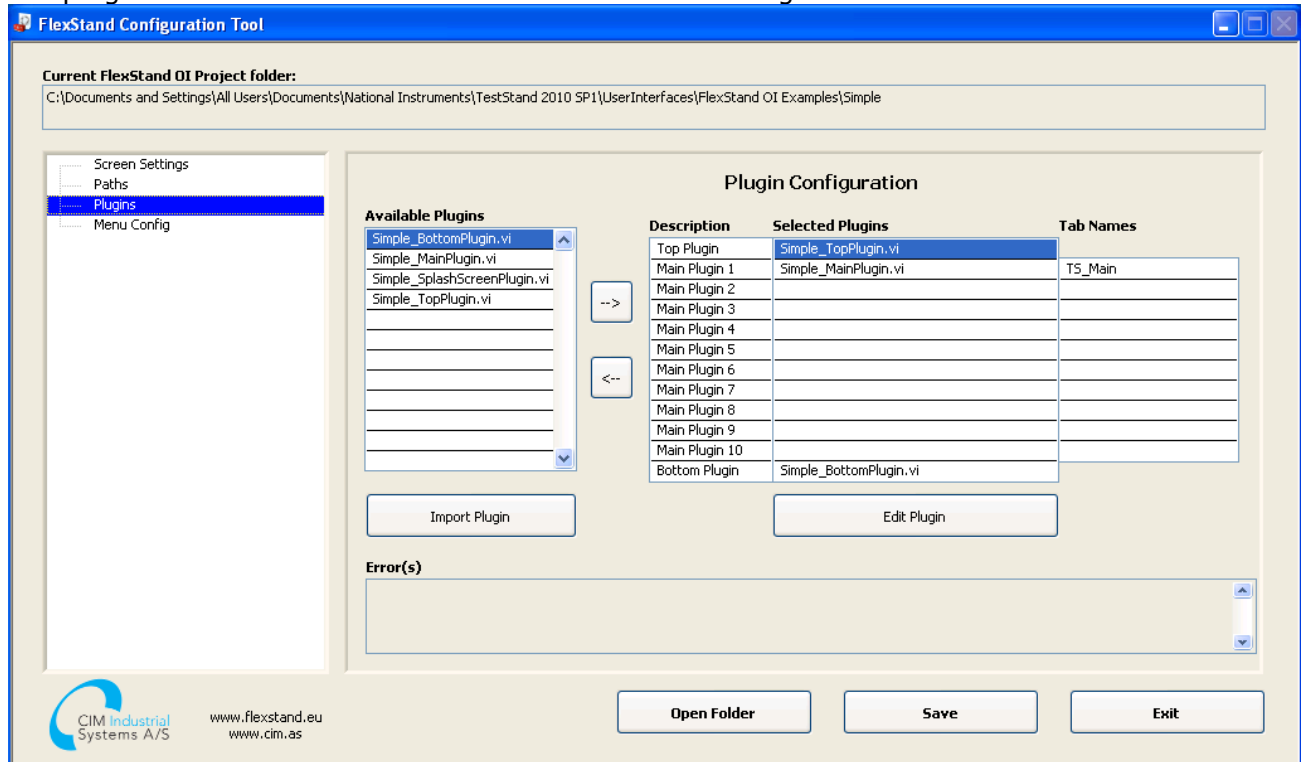 FlexStand Configuration Tool
Current FlexStand OI Project folder:
C:\Documents and Settings\All Users\Documents\National Instruments\TestStand 2010 SP1\UserInterfaces\FlexStand OI Examples\Simple
Screen Settings
Paths
Plugins
Menu Config
Plugin Configuration
Available Plugins
Simple_BottomPlugin.vi
Simple_MainPlugin.vi
Simple_SplashScreenPlugin.vi
Simple_TopPlugin.vi
-->
<--
Description Selected Plugins Tab Names
Top Plugin Simple_TopPlugin.vi
Main Plugin 1 Simple_MainPlugin.vi TS_Main
Main Plugin 2
Main Plugin 3
Main Plugin 4
Main Plugin 5
Main Plugin 6
Main Plugin 7
Main Plugin 8
Main Plugin 9
Main Plugin 10
Bottom Plugin Simple_BottomPlugin.vi
Import Plugin
Edit Plugin
Error(s)
CIM Industrial
Systems A/S
www.flexstand.eu
www.cim.as
Open Folder
Save
Exit